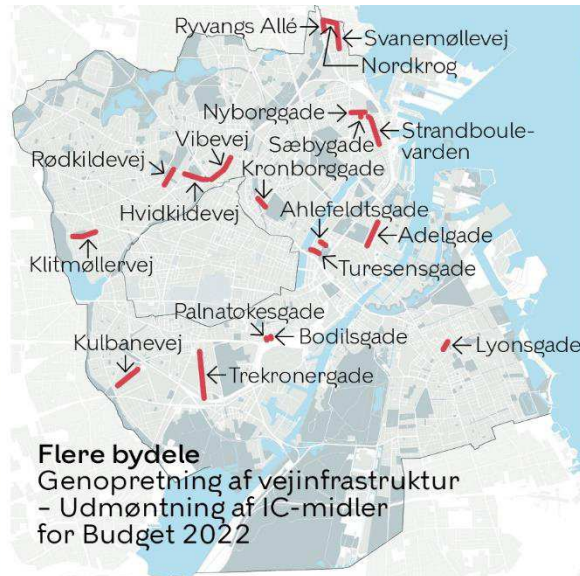 Ryvangs Allé
Svanemøllevej
Nordkrog
Nyborggade
Sæbygade
Strandboule-
varden
Vibevej
Rødkildevej
Kronborggade
Hvidkildevej
Ahlefeldtsgade
Adelgade
Klitmøllervej
Turesensgade
Palnatokesgade
Bodilsgade
Kulbanevej
Lyonsgade
Trekronergade
Flere bydele
Genopretning af vejinfrastruktur
– Udmøntning af IC-midler
for Budget 2022